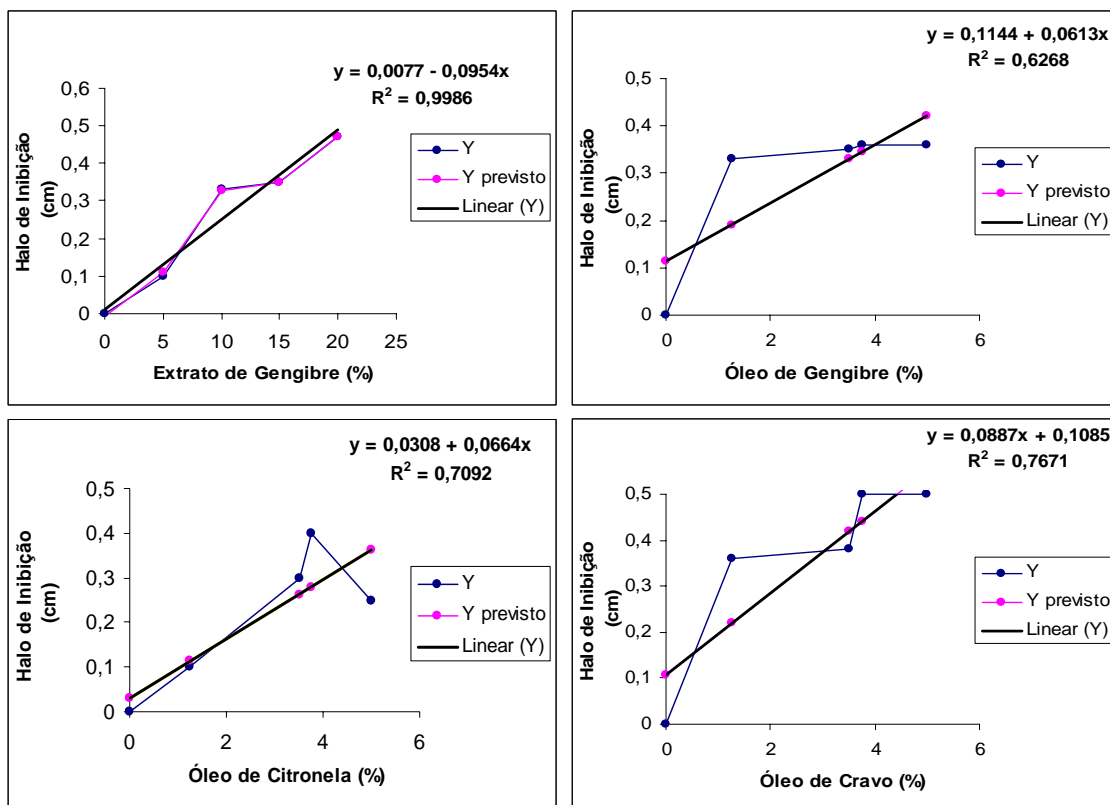 y = 0,0077 - 0,0954x
R² = 0,9986
0,6
0,5
0,4
0,3
0,2
0,1
0
0 5 10 15 20 25
Halo de Inibição
(cm)
Extrato de Gengibre (%)
Y
Y previsto
Linear (Y)
y = 0,1144 + 0,0613x
R² = 0,6268
0,5
0,4
0,3
0,2
0,1
0
0 2 4 6
Halo de Inibição
(cm)
Óleo de Gengibre (%)
Y
Y previsto
Linear (Y)
y = 0,0308 + 0,0664x
R² = 0,7092
0,5
0,4
0,3
0,2
0,1
0
0 2 4 6
Halo de Inibição
(cm)
Óleo de Citronela (%)
Y
Y previsto
Linear (Y)
y = 0,0887x + 0,1085
R² = 0,7671
0,5
0,4
0,3
0,2
0,1
0
0 2 4 6
Halo de Inibição
(cm)
Óleo de Cravo (%)
Y
Y previsto
Linear (Y)